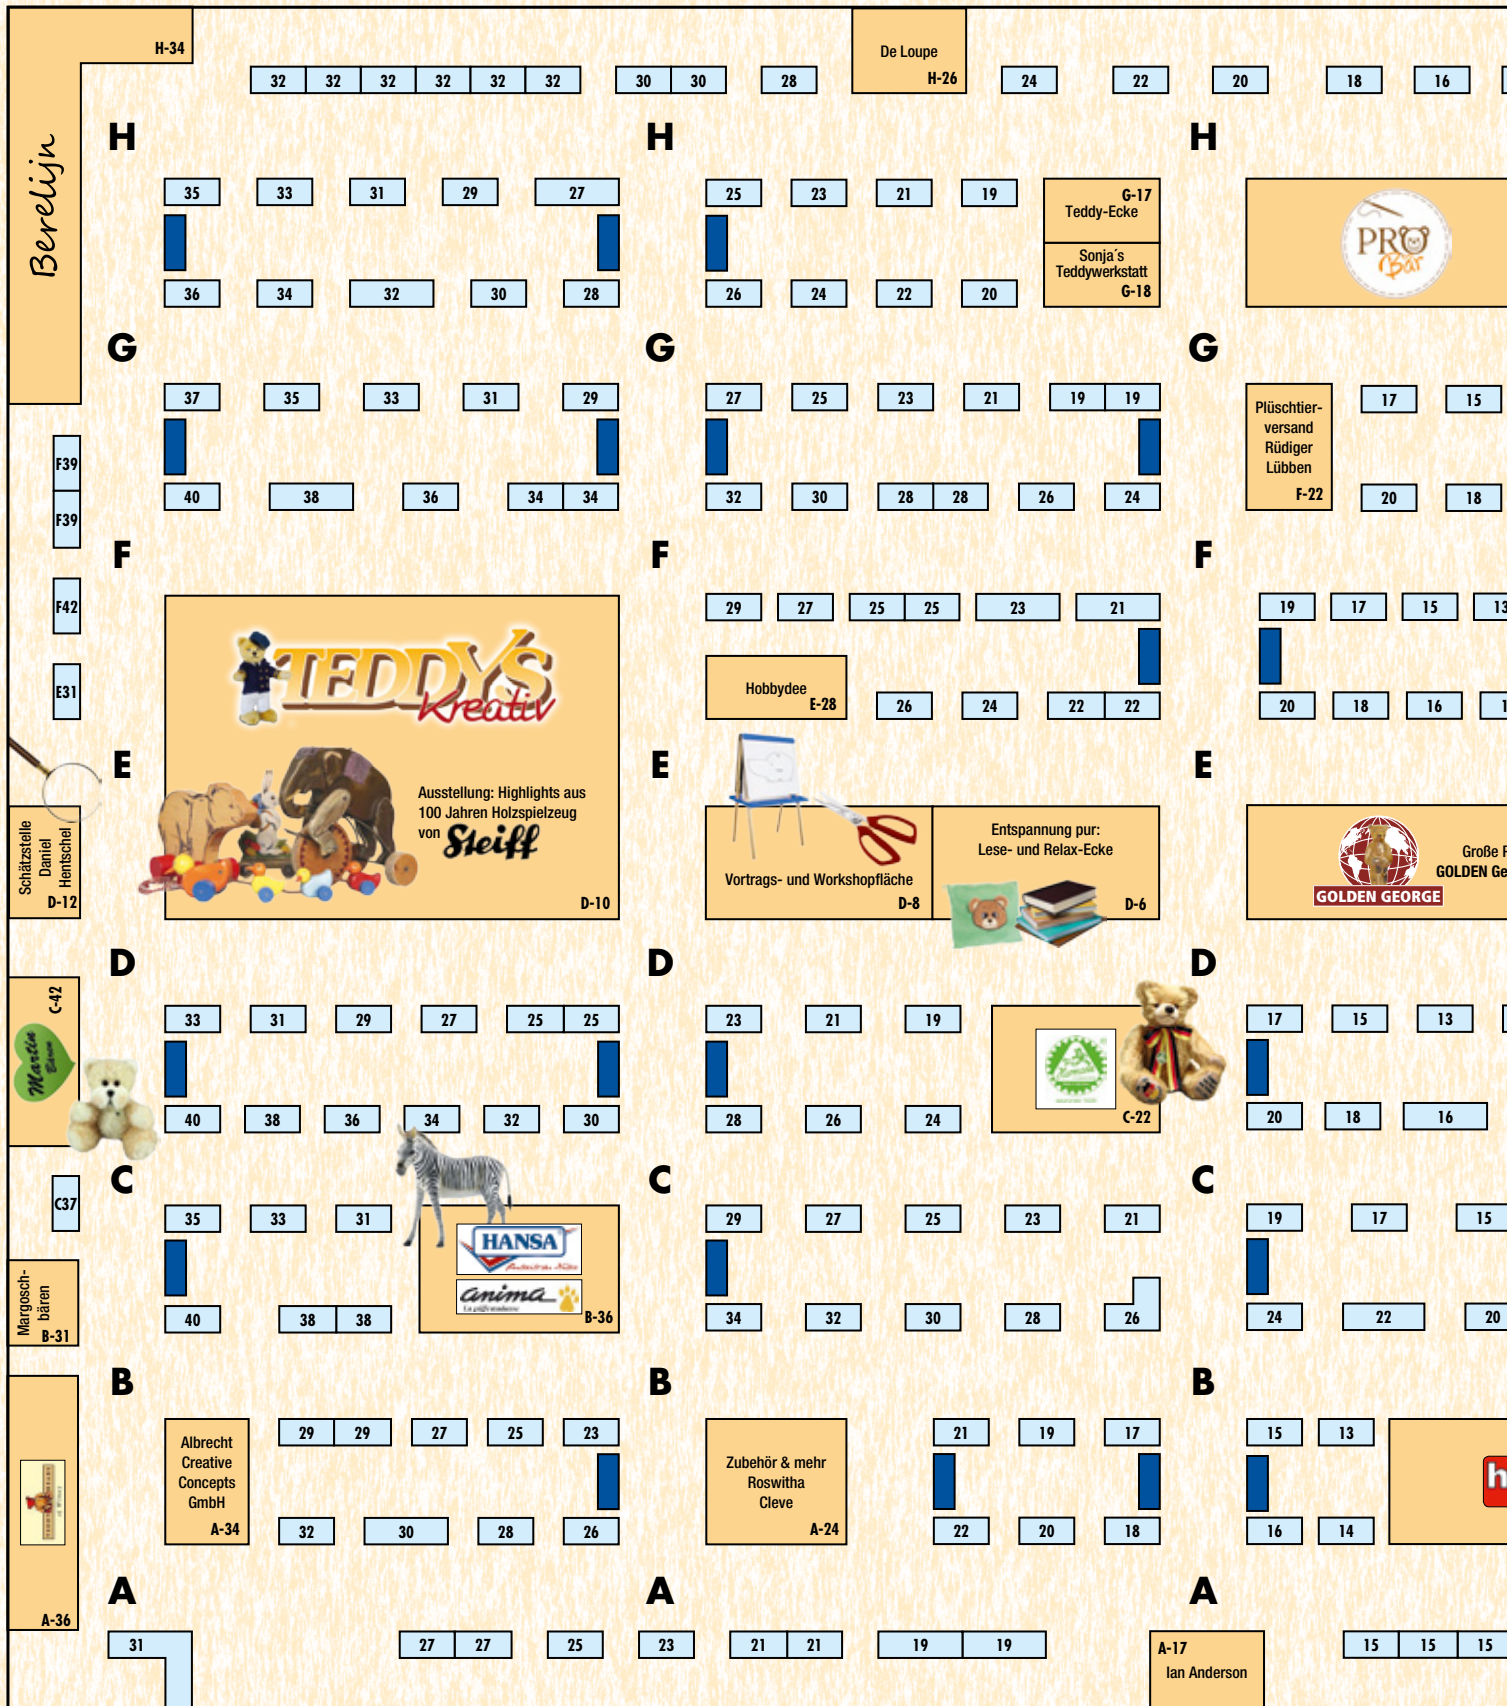 H-34
De Loupe
H-26
32 32 32 32 32 32 30 30 28 24 22 20 18 16
Berelijn
H H H
35 33 31 29 27 25 23 21 19
G-17
Teddy-Ecke
Sonja´s
Teddywerkstatt
G-18
PRO
Bär
36 34 32 30 28 26 24 22 20
G G G
37 35 33 31 29 27 25 23 21 19 19 17 15
Plüschtier-
versand
Rüdiger
Lübben
F-22
F39
F39
40 38 36 34 34 32 30 28 28 26 24 20 18
F F F
F42
29 27 25 25 23 21 19 17 15 13
TEDDYS
Kreativ
E31
Hobbydee
E-28
26 24 22 22 20 18 16
E E E
Ausstellung: Highlights aus
100 Jahren Holzspielzeug
von Steiff
D-10
Schätzstelle
Daniel
Hentschel
D-12
Vortrags- und Workshopfläche
D-8
Entspannung pur:
Lese- und Relax-Ecke
D-6
Große
GOLDEN
GOLDEN GEORGE
D D D
C-42
Martin
Bären
33 31 29 27 25 25 23 21 19 17 15 13
C-22
40 38 36 34 32 30 28 26 24 20 18 16
C C C
C37
35 33 31 29 27 25 23 21 19 17 15
HANSA
anima
B-36
Margosch-
bären
B-31
40 38 38 34 32 30 28 26 24 22 20
B B B
Albrecht
Creative
Concepts
GmbH
A-34
29 29 27 25 23
Zubehör & mehr
Roswitha
Cleve
A-24
21 19 17 15 13
h
32 30 28 26 22 20 18 16 14
A-36
A A A
31 27 27 25 23 21 21 19 19
A-17
Ian Anderson
15 15 15